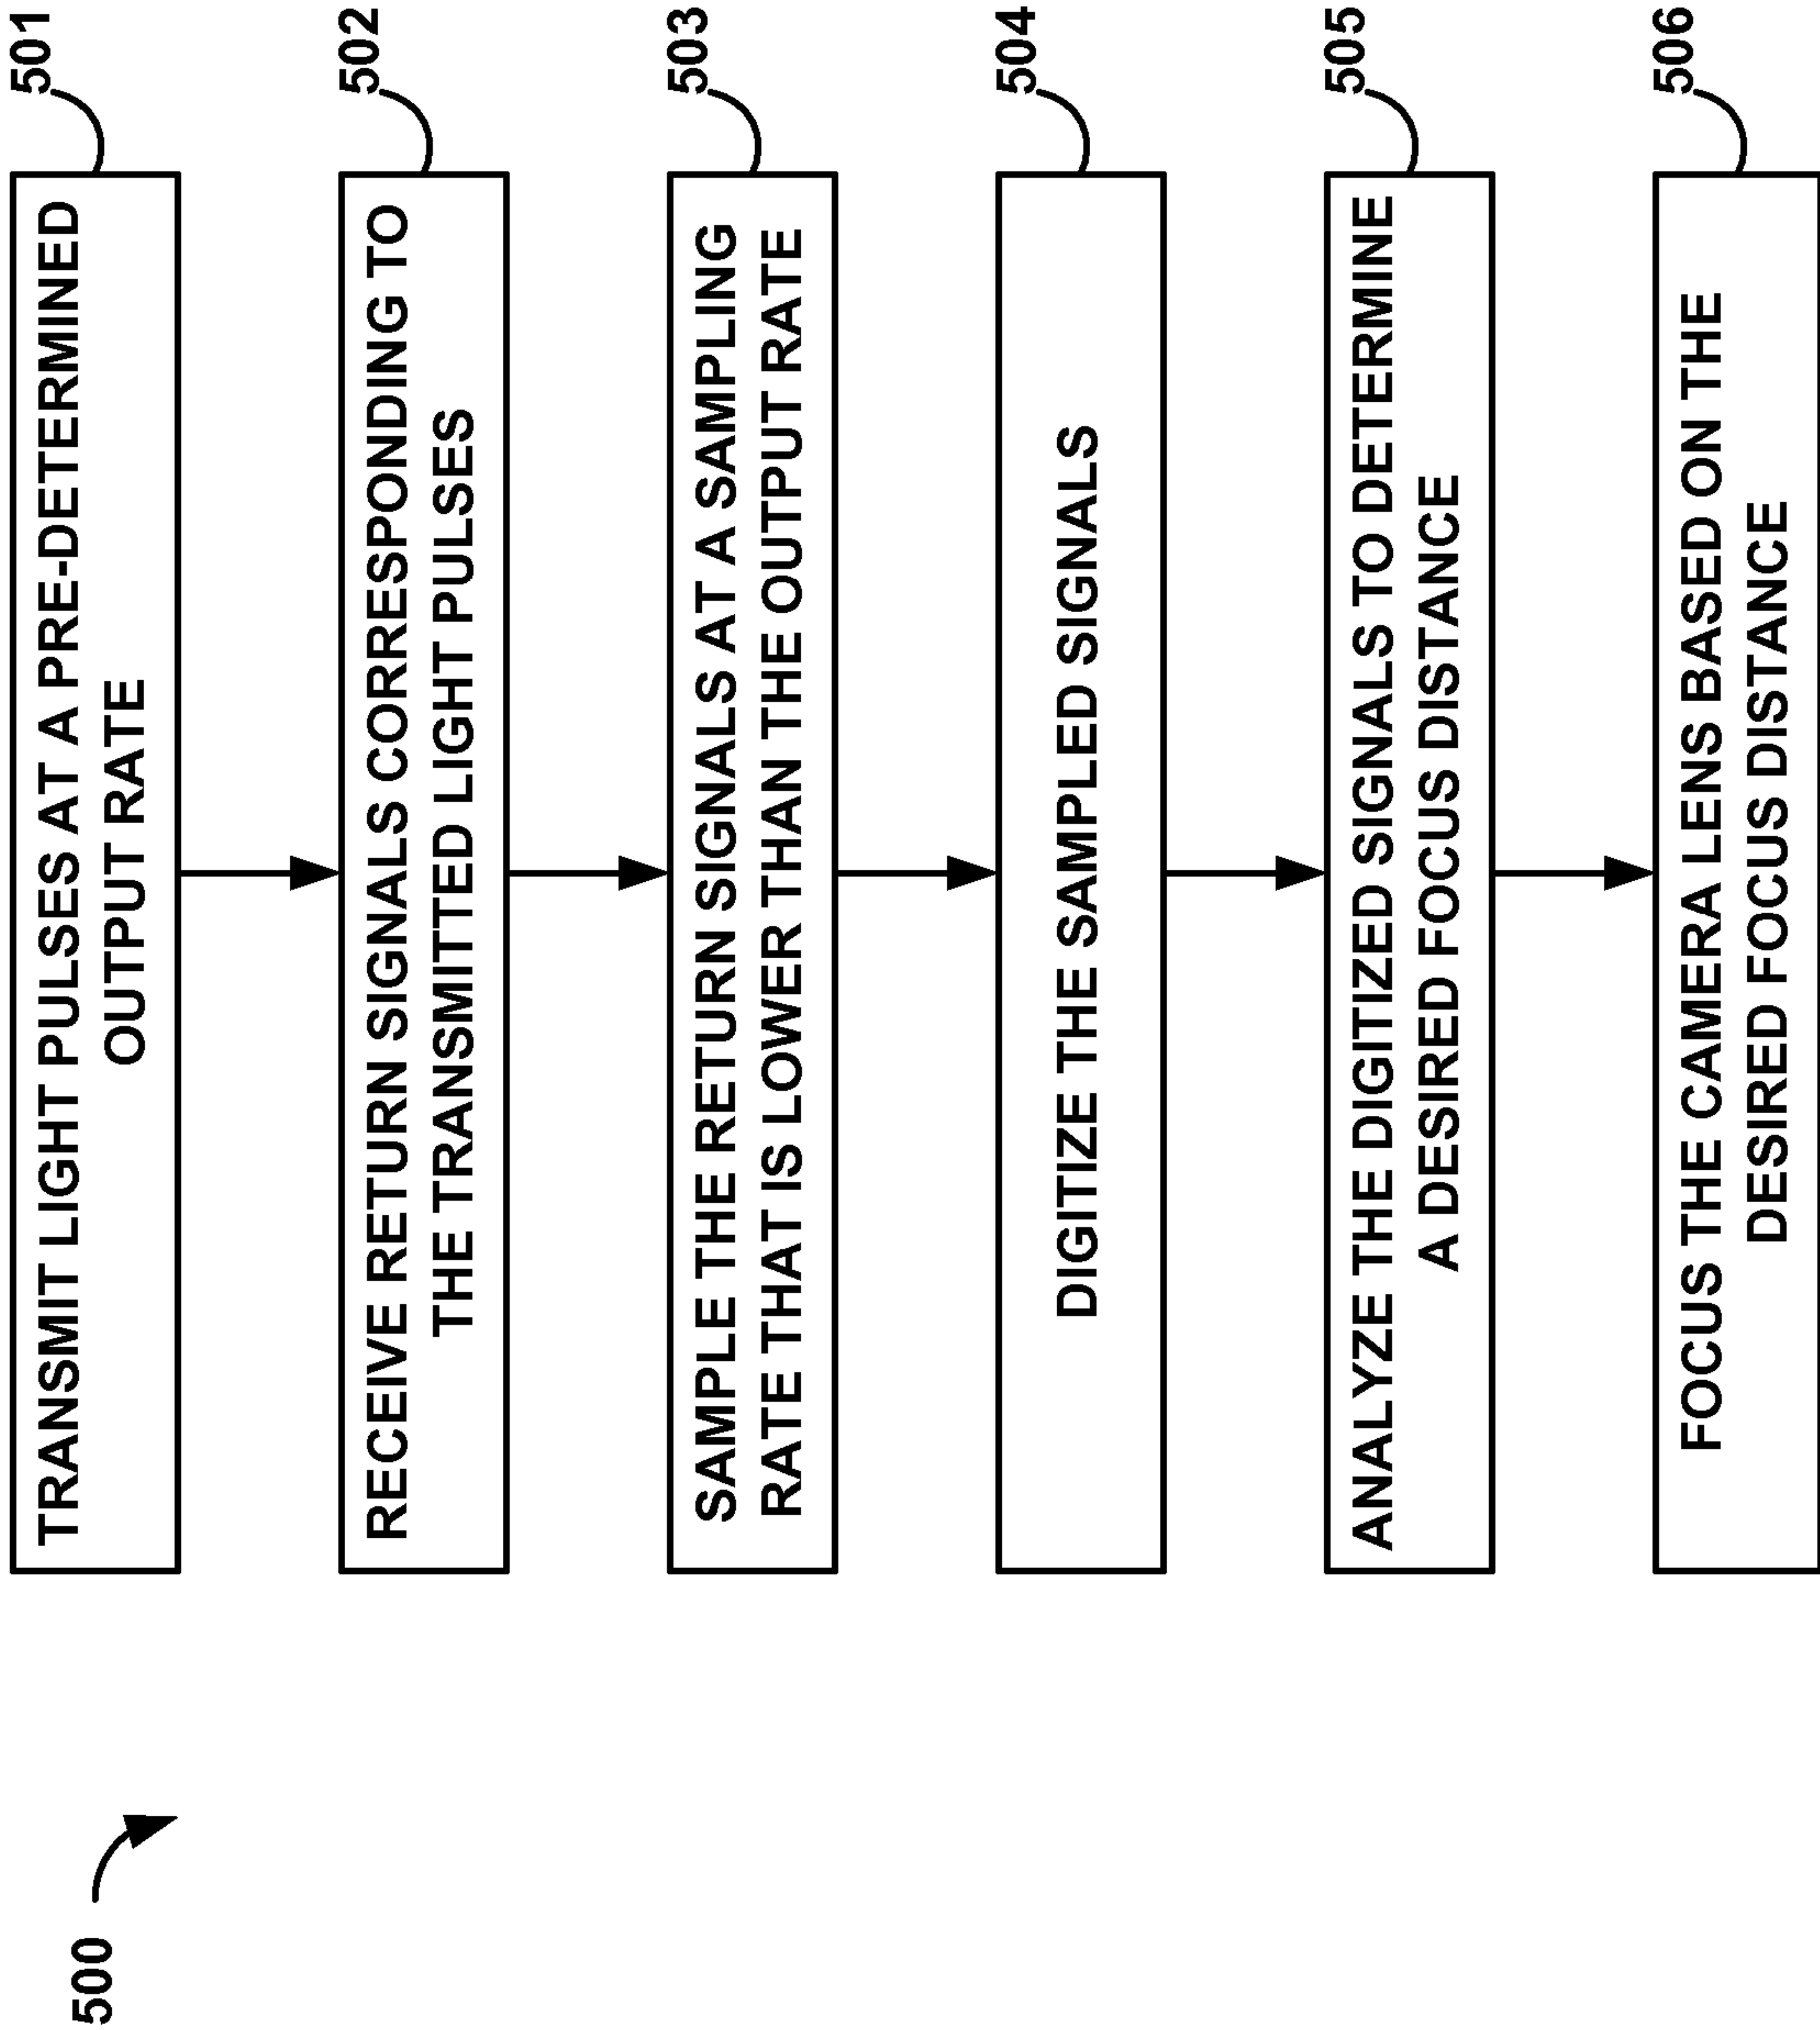 500
501
TRANSMIT LIGHT PULSES AT A PRE-DETERMINED
OUTPUT RATE
502
RECEIVE RETURN SIGNALS CORRESPONDING TO
THE TRANSMITTED LIGHT PULSES
503
SAMPLE THE RETURN SIGNALS AT A SAMPLING
RATE THAT IS LOWER THAN THE OUTPUT RATE
504
DIGITIZE THE SAMPLED SIGNALS
505
ANALYZE THE DIGITIZED SIGNALS TO DETERMINE
A DESIRED FOCUS DISTANCE
506
FOCUS THE CAMERA LENS BASED ON THE
DESIRED FOCUS DISTANCE